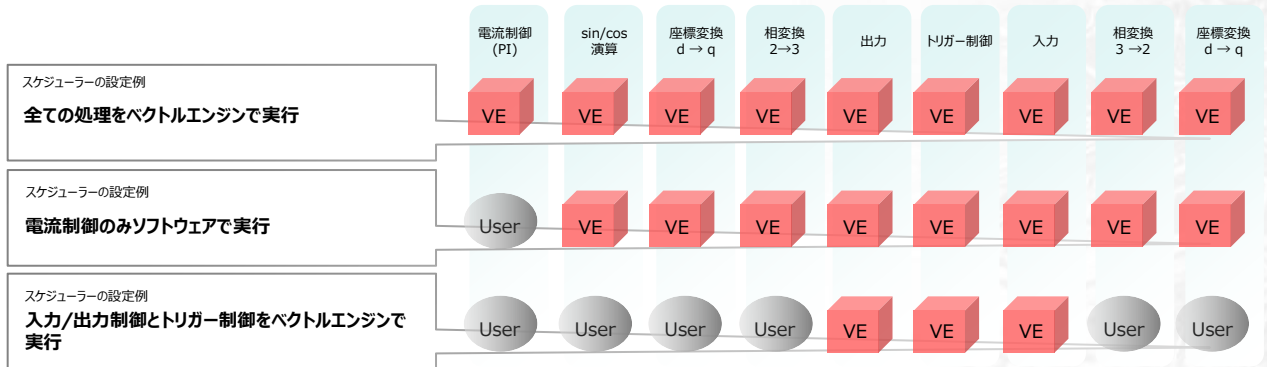 電流制御
(PI)
sin/cos
演算
座標変換
d → q
相変換
2→3
出力
トリガー制御
入力
相変換
3 →2
座標変換
d → q
スケジューラーの設定例
全ての処理をベクトルエンジンで実行
VE VE VE VE VE VE VE VE VE
スケジューラーの設定例
電流制御のみソフトウェアで実行
User VE VE VE VE VE VE VE VE
スケジューラーの設定例
入力/出力制御とトリガー制御をベクトルエンジンで
実行
User User User User VE VE VE User User